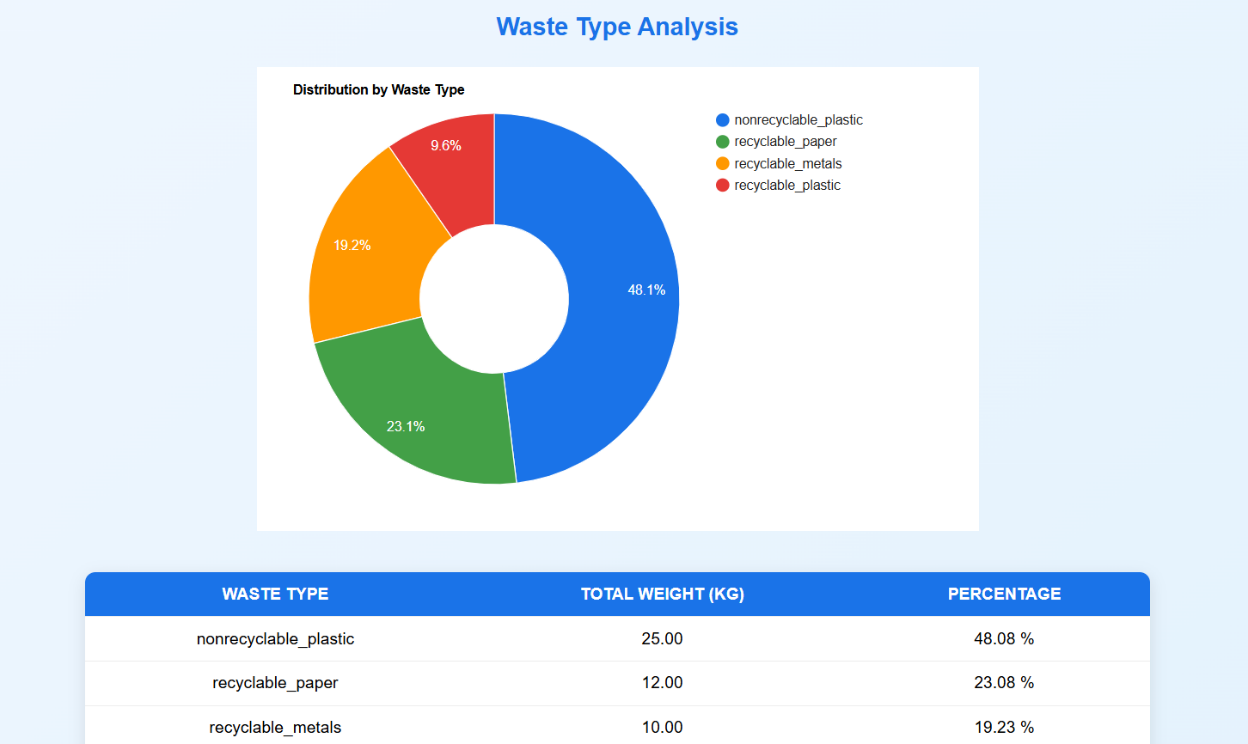 Waste Type Analysis
Distribution by Waste Type
nonrecyclable_plastic
recyclable_paper
recyclable_metals
recyclable_plastic
9.6%
19.2%
48.1%
23.1%
WASTE TYPE TOTAL WEIGHT (KG) PERCENTAGE
nonrecyclable_plastic 25.00 48.08 %
recyclable_paper 12.00 23.08 %
recyclable_metals 10.00 19.23 %